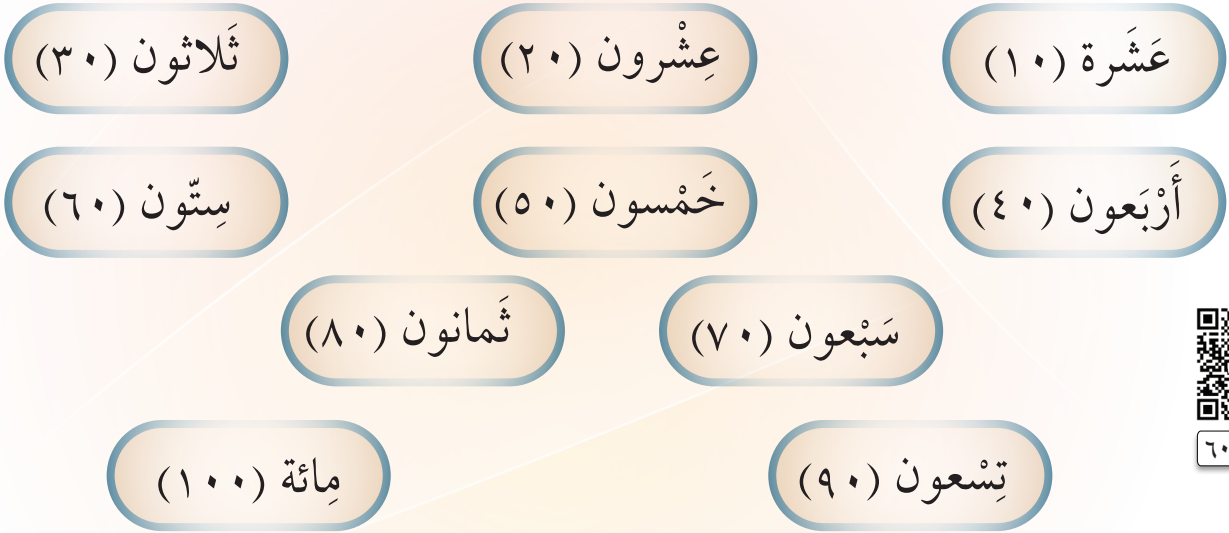 عَشَرة (١٠) عِشْرون (٢٠) ثَلاثون (٣٠)
أَرْبَعون (٤٠) خَمْسون (٥٠) سِتّون (٦٠)
سَبْعون (٧٠) ثَمانون (٨٠)
تِسْعون (٩٠) مِائة (١٠٠)
٦٠